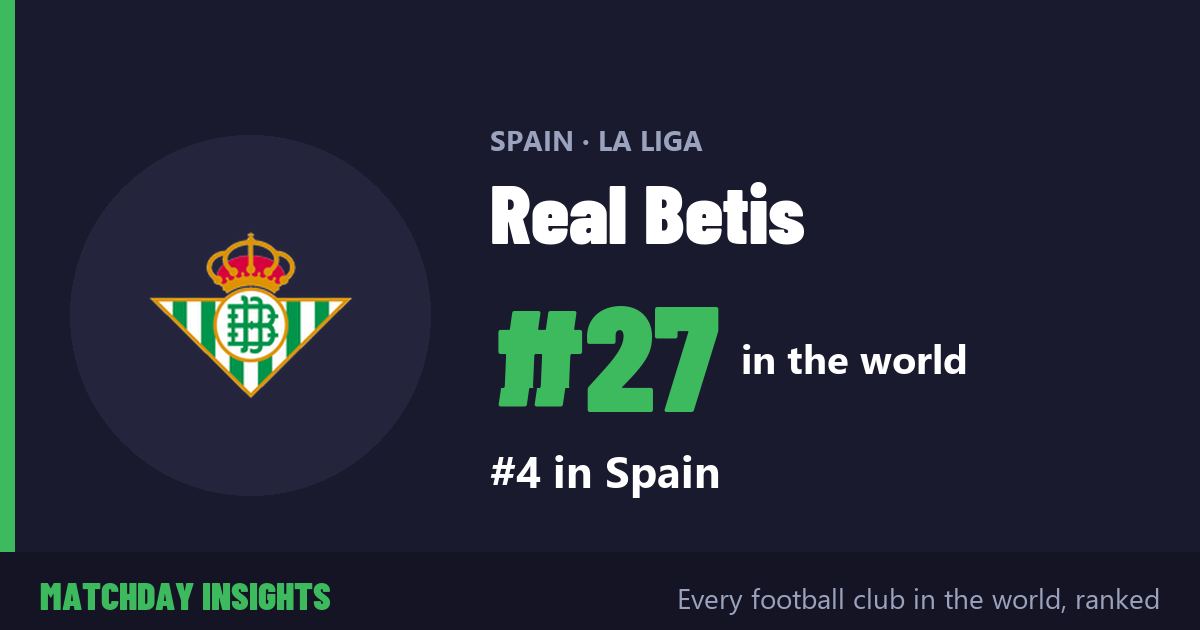 SPAIN · LA LIGA
Real Betis
#27 in the world
#4 in Spain
MATCHDAY INSIGHTS
Every football club in the world, ranked